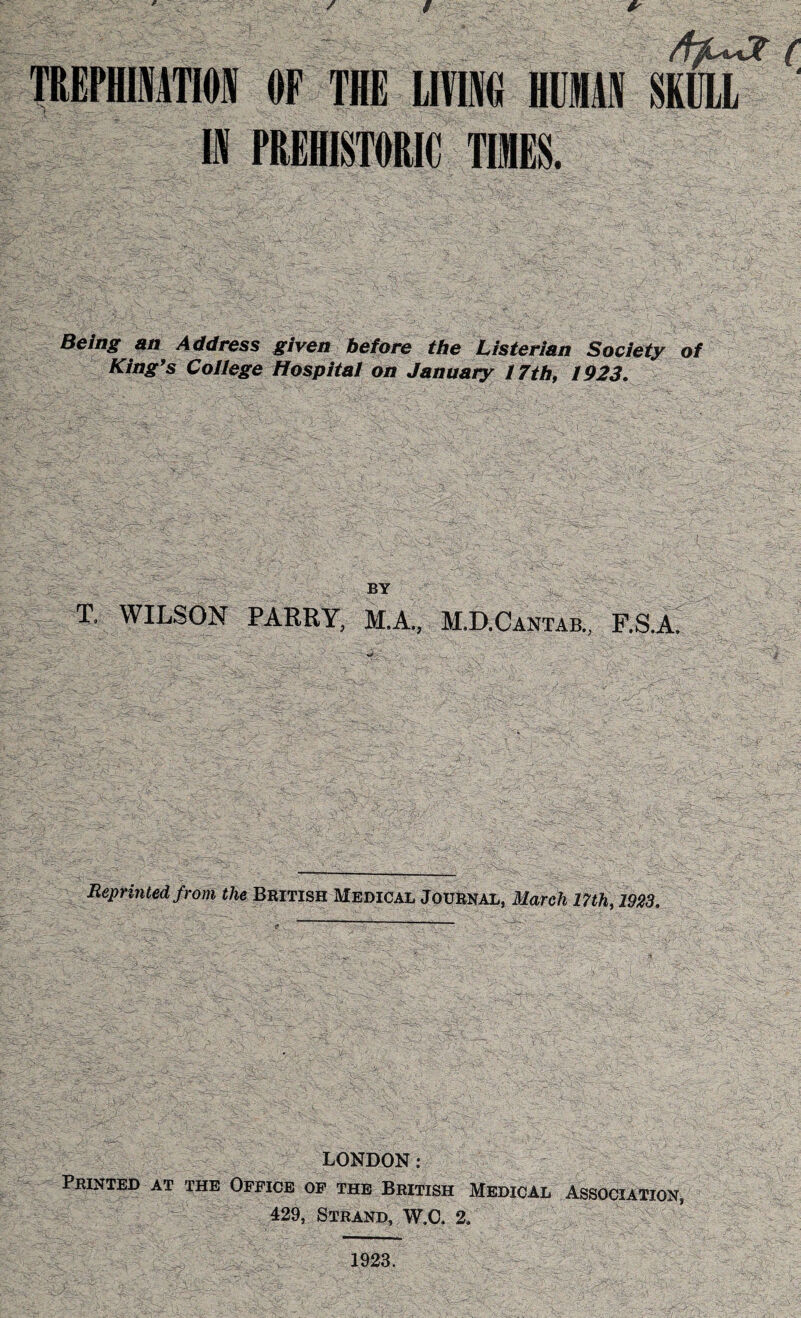 TREPHINATION OF THE LIVING HUMAN SKULL
IN PREHISTORIC TIMES.
Being an Address given before the Listerian Society of
King's College Hospital on January 17th, 1923.
BY
T. WILSON PARRY, M.A., M.D.CANTAB., F.S.A.
Reprinted from the BRITISH MEDICAL JOURNAL, March 17th, 1923.
LONDON:
PRINTED AT THE OFFICE OF THE BRITISH MEDICAL ASSOCIATION,
429, STRAND, W.C. 2.
1923.